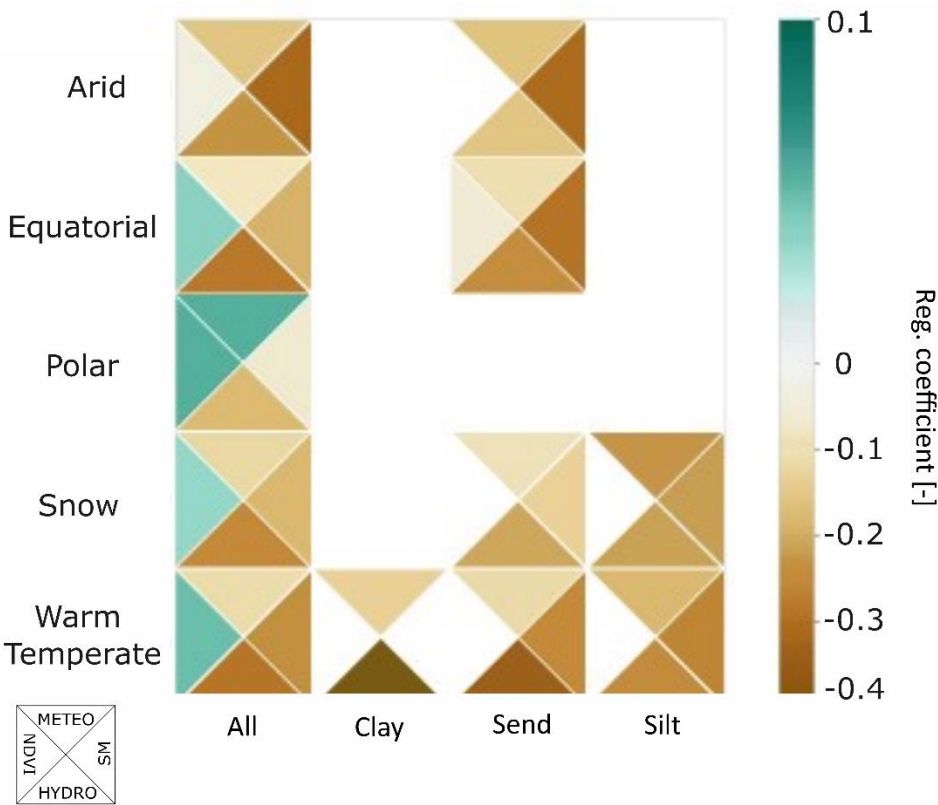 Arid
Equatorial
Polar
Snow
Warm
Temperate
All
Clay
Send
Silt
METEO
NDVI
SM
HYDRO
0.1
0
-0.1
-0.2
-0.3
-0.4
Reg. coefficient [-]